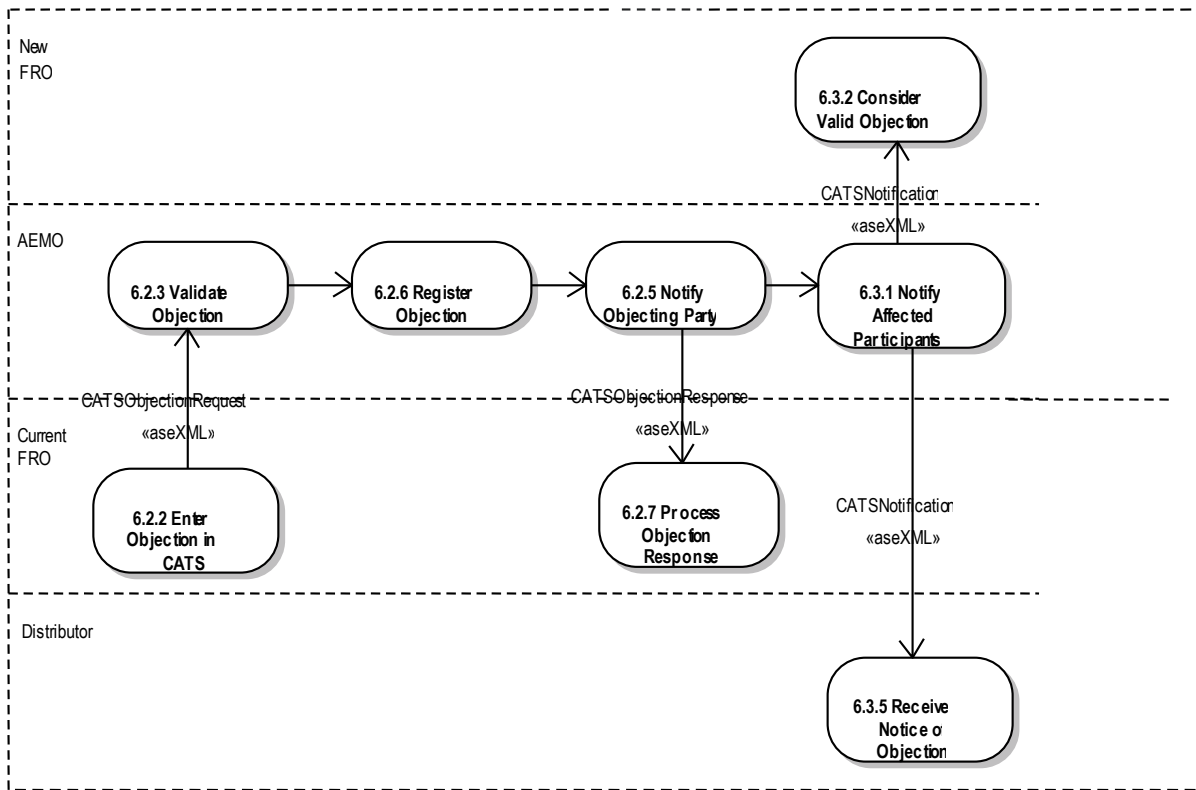 New
FRO
6.3.2 Consider
Valid Objection
CATSNotification
«aseXML»
AEMO
6.2.3 Validate
Objection
6.2.6 Register
Objection
6.2.5 Notify
Objecting Party
6.3.1 Notify
Affected
Participants
CATSObjectionRequest
«aseXML»
CATSObjectionResponse
«aseXML»
Current
FRO
6.2.2 Enter
Objection in
CATS
6.2.7 Process
Objection
Response
CATSNotification
«aseXML»
Distributor
6.3.5 Receive
Notice of
Objection